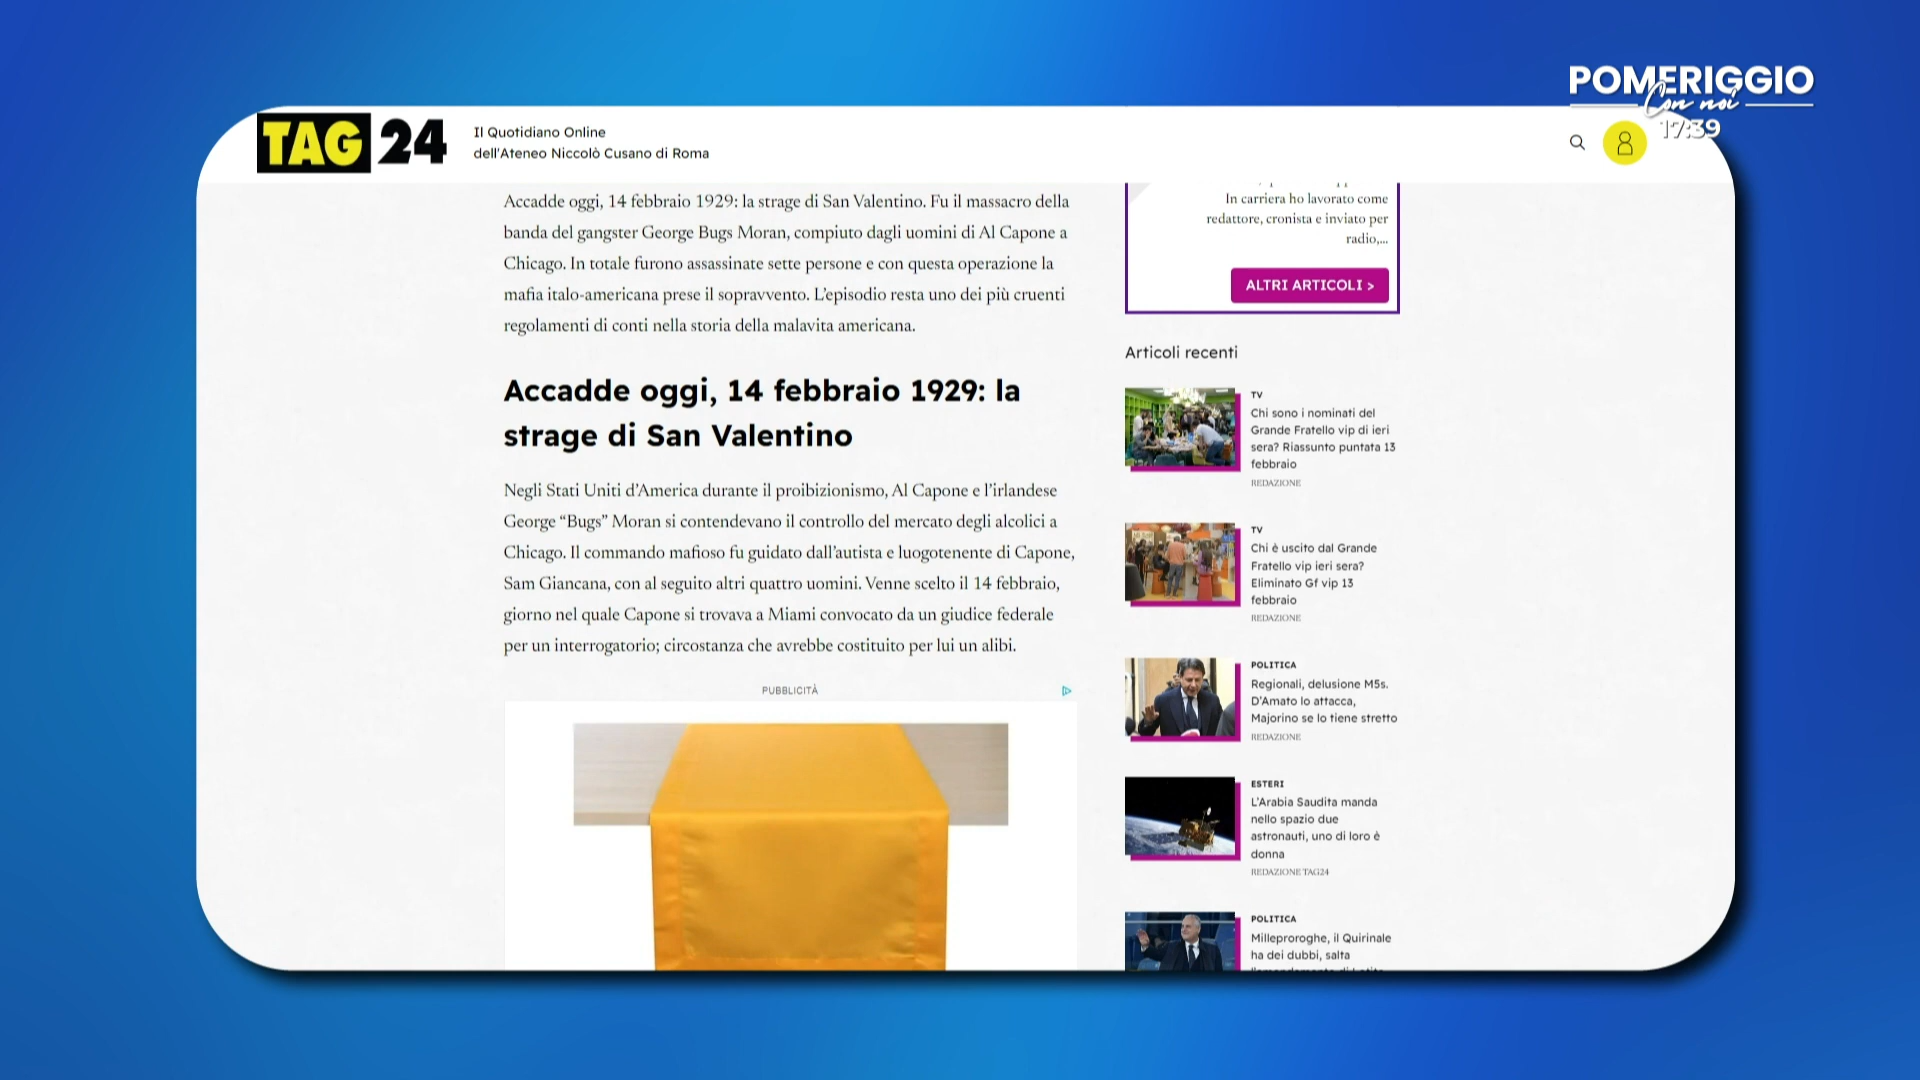 POMERIGGIO
Con noi
17:39
TAG 24
Il Quotidiano Online
dell'Ateneo Niccolò Cusano di Roma
Accadde oggi, 14 febbraio 1929: la strage di San Valentino. Fu il massacro della
banda del gangster George Bugs Moran, compiuto dagli uomini di Al Capone a
Chicago. In totale furono assassinate sette persone e con questa operazione la
mafia italo-americana prese il sopravvento. L'episodio resta uno dei più cruenti
regolamenti di conti nella storia della malavita americana.
Accadde oggi, 14 febbraio 1929: la
strage di San Valentino
Negli Stati Uniti d'America durante il proibizionismo, Al Capone e l'irlandese
George “Bugs” Moran si contendevano il controllo del mercato degli alcolici a
Chicago. Il commando mafioso fu guidato dall'autista e luogotenente di Capone,
Sam Giancana, con al seguito altri quattro uomini. Venne scelto il 14 febbraio,
giorno nel quale Capone si trovava a Miami convocato da un giudice federale
per un interrogatorio; circostanza che avrebbe costituito per lui un alibi.
PUBBLICITÀ
In carriera ho lavorato come
redattore, cronista e inviato per
radio,...
ALTRI ARTICOLI >
Articoli recenti
TV
Chi sono i nominati del
Grande Fratello vip di ieri
sera? Riassunto puntata 13
febbraio
REDAZIONE
TV
Chi è uscito dal Grande
Fratello vip ieri sera?
Eliminato Gf vip 13
febbraio
REDAZIONE
POLITICA
Regionali, delusione M5s.
D'Amato lo attacca,
Majorino se lo tiene stretto
REDAZIONE
ESTERI
L'Arabia Saudita manda
nello spazio due
astronauti, uno di loro è
donna
REDAZIONE TAG24
POLITICA
Milleproroghe, il Quirinale
ha dei dubbi, salta